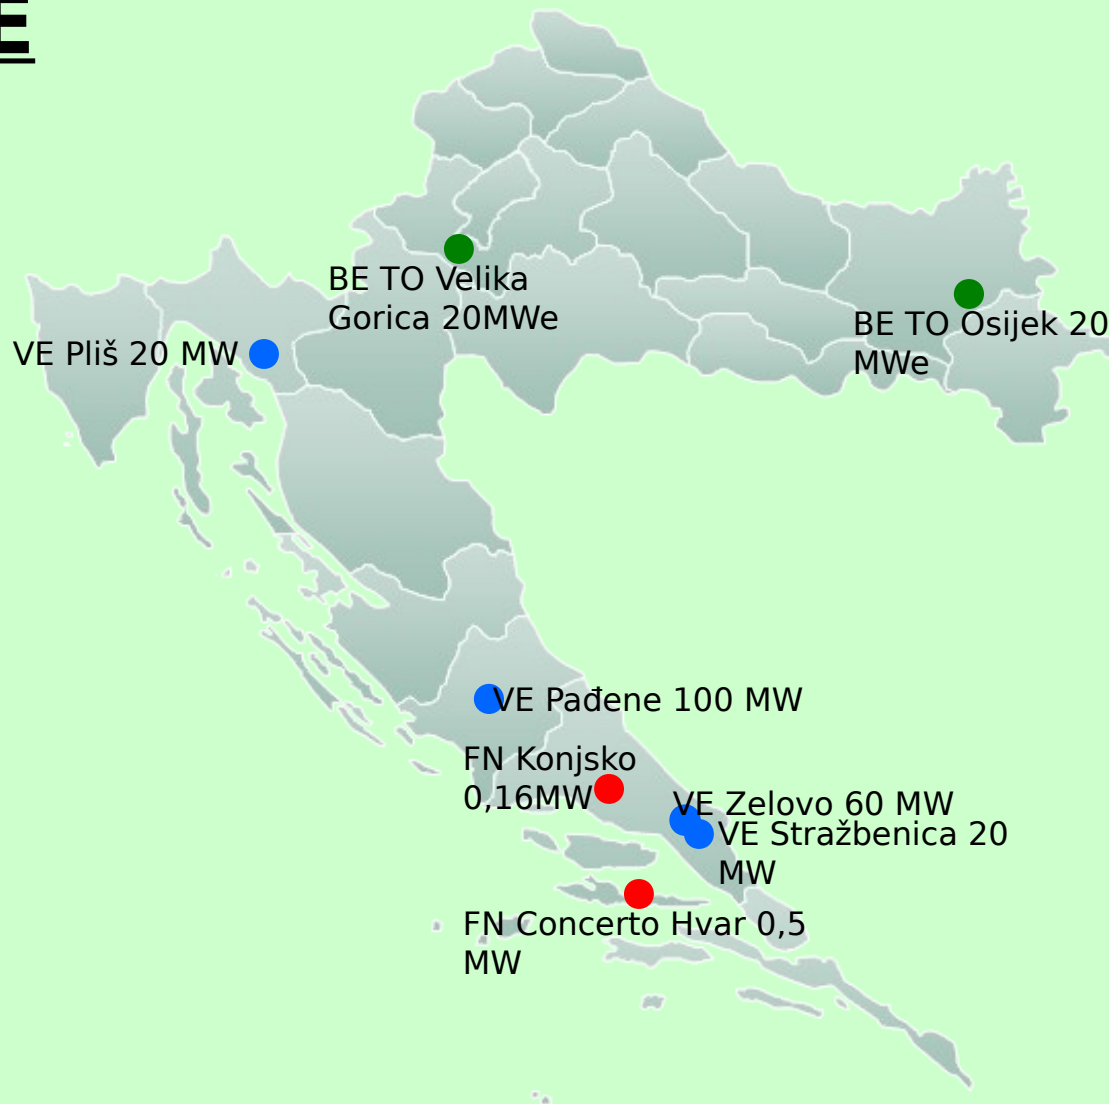 E
BE TO Velika
Gorica 20MWe
BE TO Osijek 20
MWe
VE Pliš 20 MW
VE Pađene 100 MW
FN Konjsko
0,16MW
VE Zelovo 60 MW
VE Stražbenica 20
MW
FN Concerto Hvar 0,5
MW